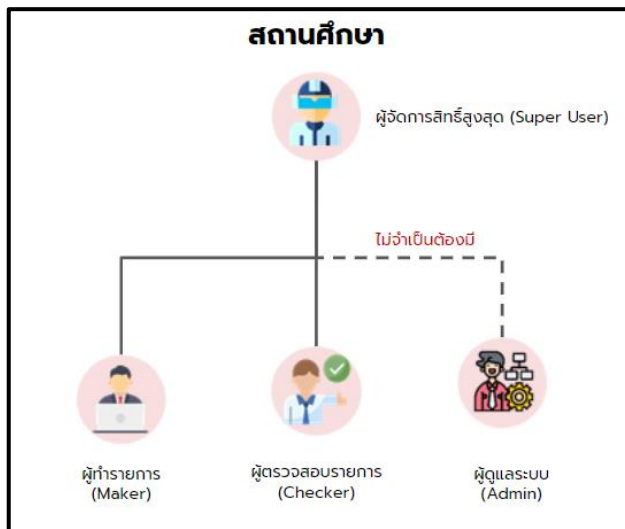 สถานศึกษา
ผู้จัดการสิทธิ์สูงสุด (Super User)
ไม่จำเป็นต้องมี
ผู้ทำรายการ
(Maker)
ผู้ตรวจสอบรายการ
(Checker)
ผู้ดูแลระบบ
(Admin)